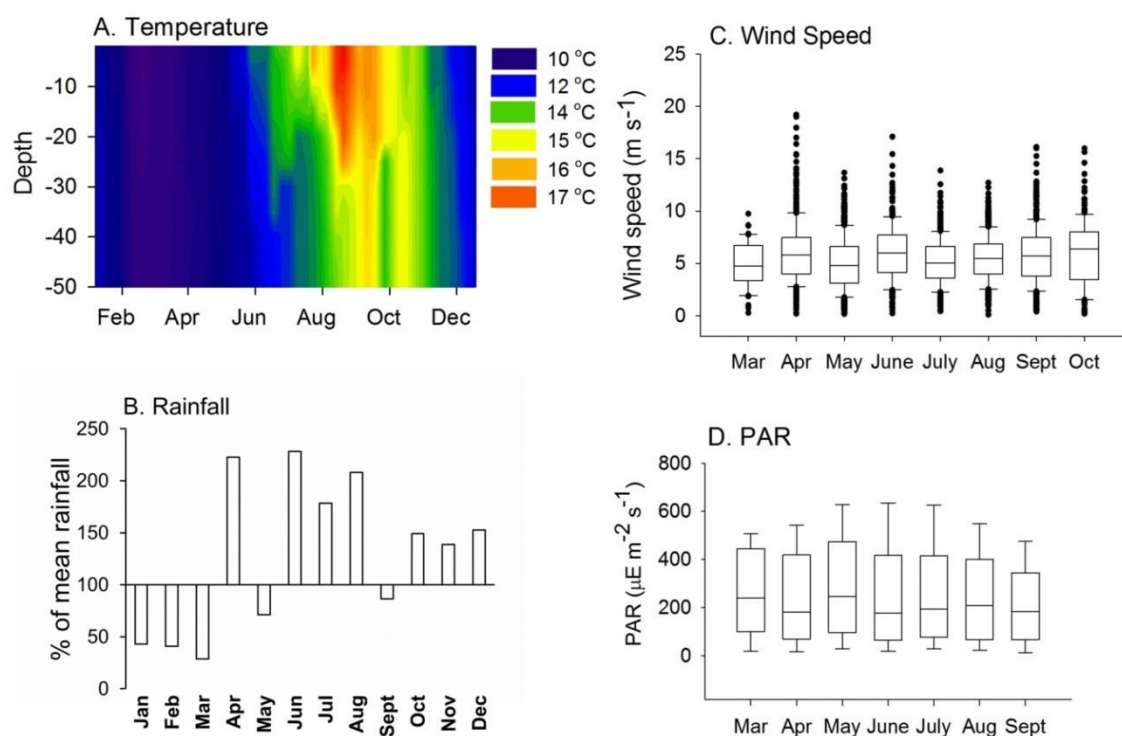 A. Temperature
Depth
-10
-20
-30
-40
-50
Feb Apr Jun Aug Oct Dec
10 °C
12 °C
14 °C
15 °C
16 °C
17 °C
B. Rainfall
% of mean rainfall
250
200
150
100
50
0
Jan Feb Mar Apr May Jun Jul Aug Sept Oct Nov Dec
C. Wind Speed
Wind speed (m s-1)
25
20
15
10
5
0
Mar Apr May June July Aug Sept Oct
D. PAR
PAR (µE m-2 s-1)
800
600
400
200
0
Mar Apr May June July Aug Sept